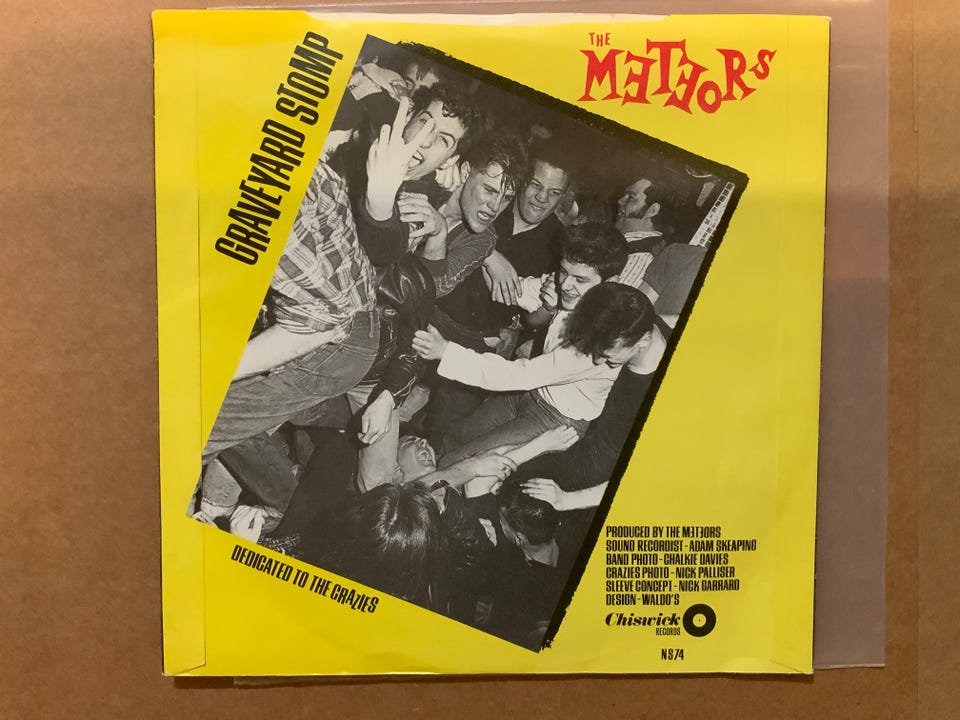 THE
METEORS
GRAVEYARD STOMP
DEDICATED TO THE CRAZIES
PRODUCED BY THE METEORS
SOUND RECORDIST - ADAM SKEAPING
BAND PHOTO - CHALKIE DAVIES
CRAZIES PHOTO - NICK PALLISER
SLEEVE CONCEPT - NICK GARRARD
DESIGN - WALDO'S
Chiswick
RECORDS
NS74